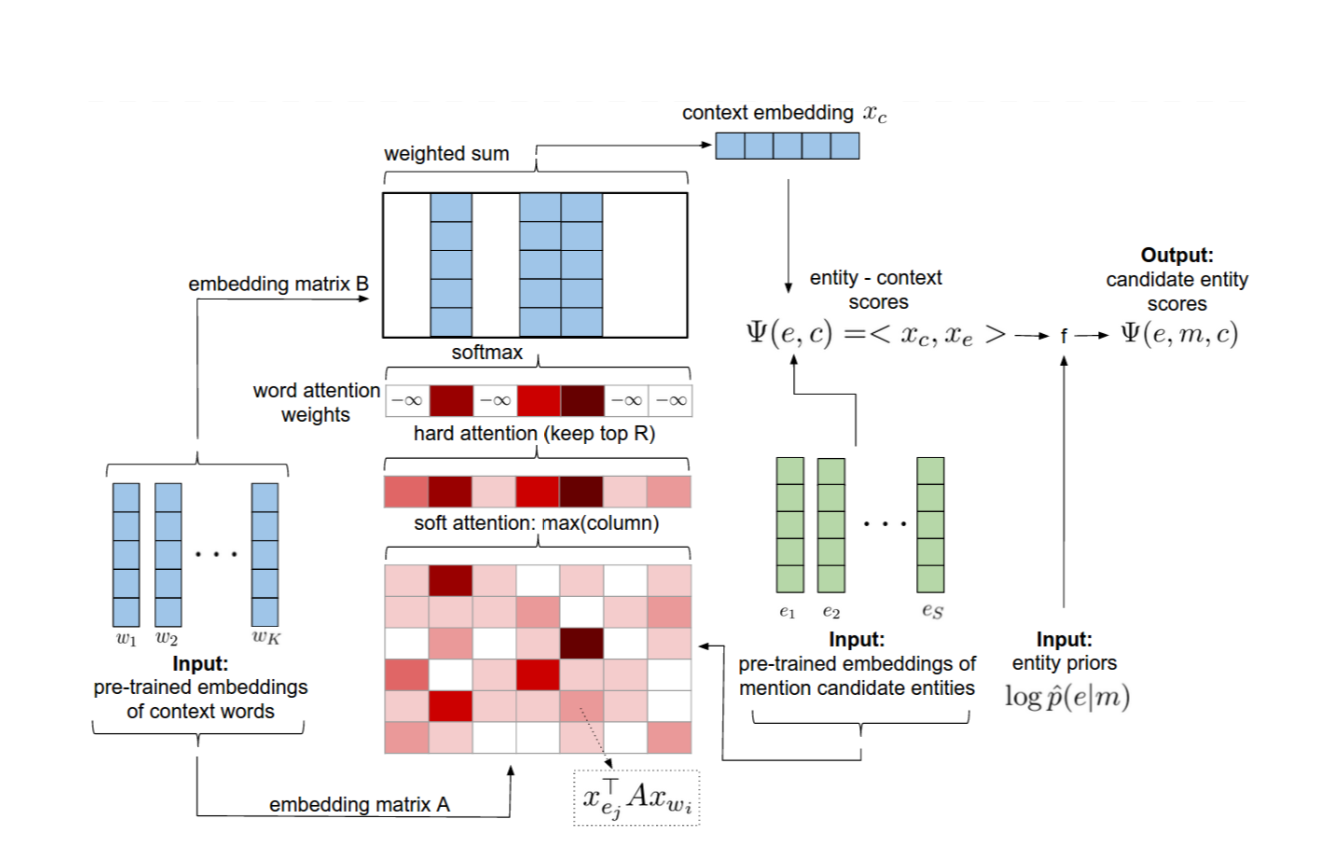 context embedding x_c
weighted sum
embedding matrix B
Output:
candidate entity
scores
entity - context
scores
Ψ(e, c) =< x_c, x_e >
f
Ψ(e, m, c)
softmax
word attention
weights
−∞ −∞ −∞ −∞
hard attention (keep top R)
soft attention: max(column)
w_1 w_2 ... w_K
Input:
pre-trained embeddings
of context words
embedding matrix A
x_{e_j}^⊤ A x_{w_i}
e_1 e_2 ... e_S
Input:
pre-trained embeddings of
mention candidate entities
Input:
entity priors
log p̂(e|m)